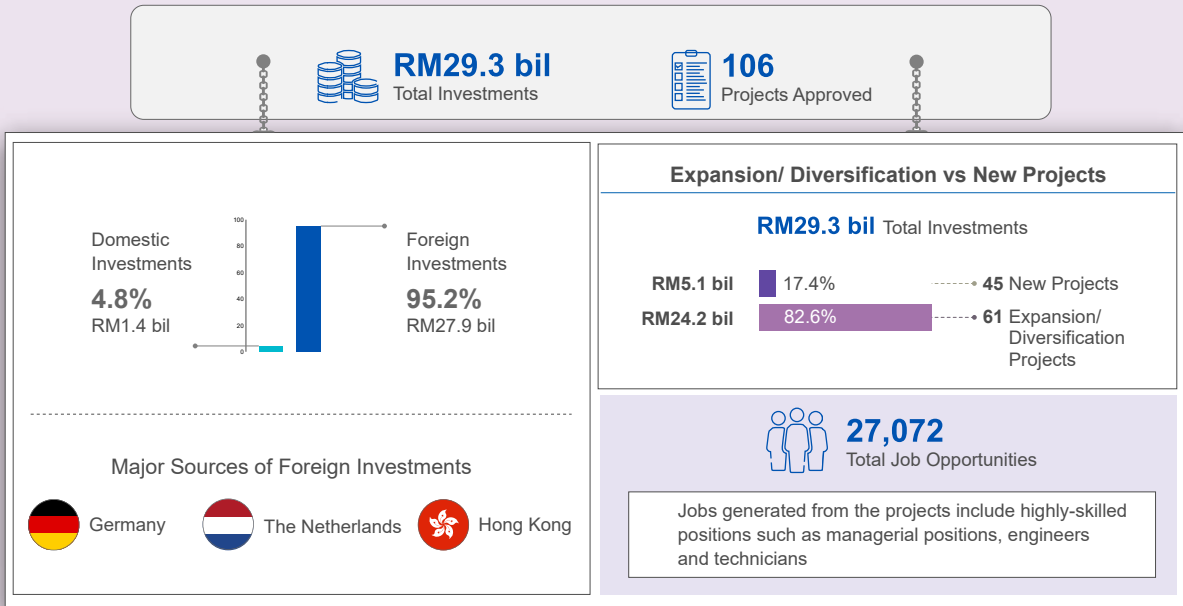 RM29.3 bil
Total Investments
106
Projects Approved
Domestic
Investments
4.8%
RM1.4 bil
100
80
60
40
20
0
Foreign
Investments
95.2%
RM27.9 bil
Major Sources of Foreign Investments
Germany
The Netherlands
Hong Kong
Expansion/ Diversification vs New Projects
RM29.3 bil Total Investments
RM5.1 bil 17.4% 45 New Projects
RM24.2 bil 82.6% 61 Expansion/
Diversification
Projects
27,072
Total Job Opportunities
Jobs generated from the projects include highly-skilled
positions such as managerial positions, engineers
and technicians